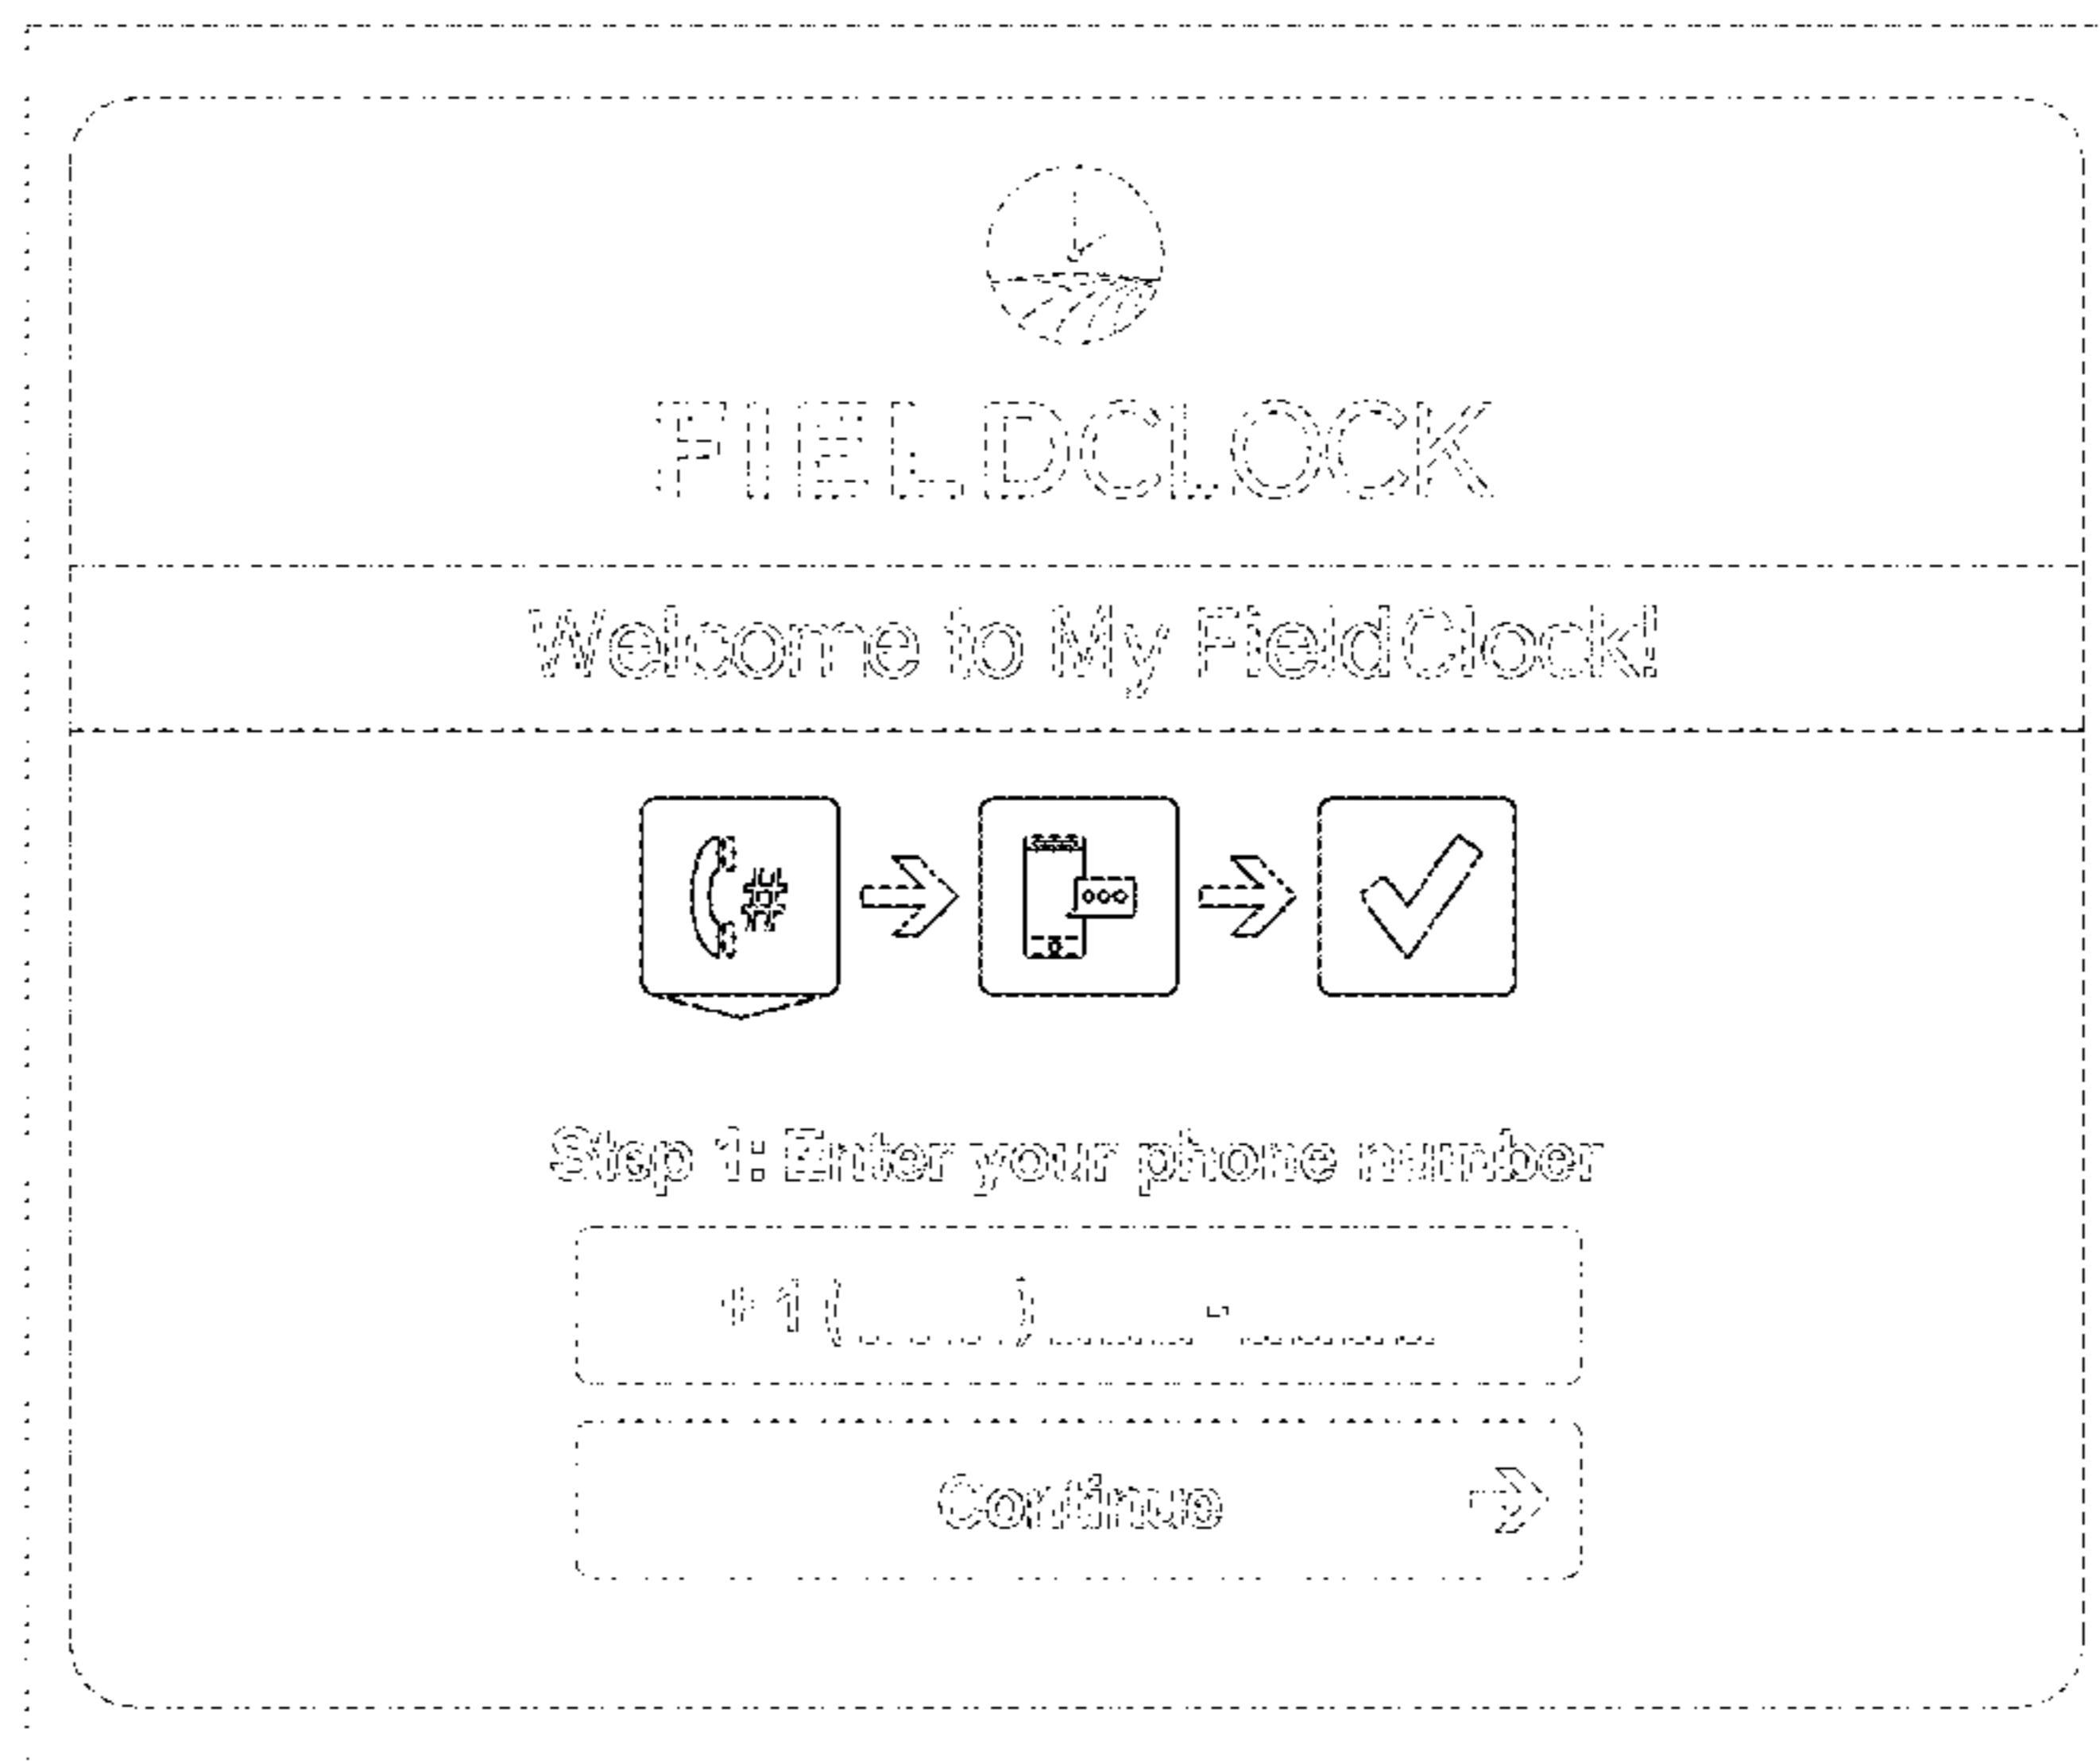 FIELDCLOCK
Welcome to My FieldClock!
#
Step 1: Enter your phone number
+1(___)___-____
Continue